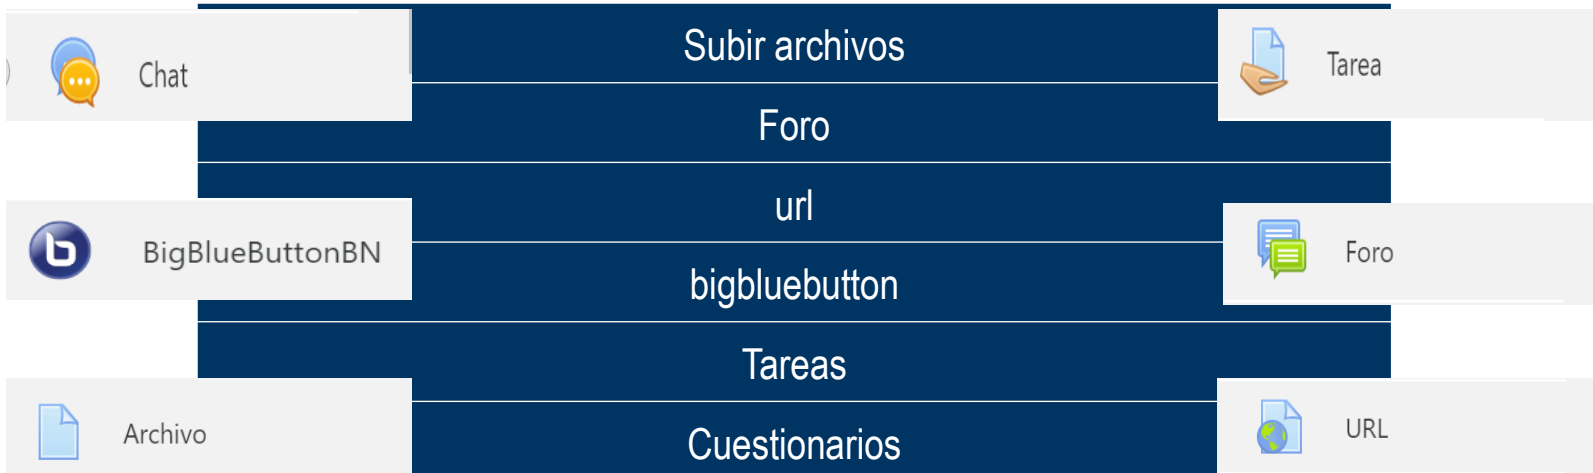 Subir archivos
Chat
Tarea
Foro
url
BigBlueButtonBN
Foro
bigbluebutton
Tareas
Archivo
URL
Cuestionarios